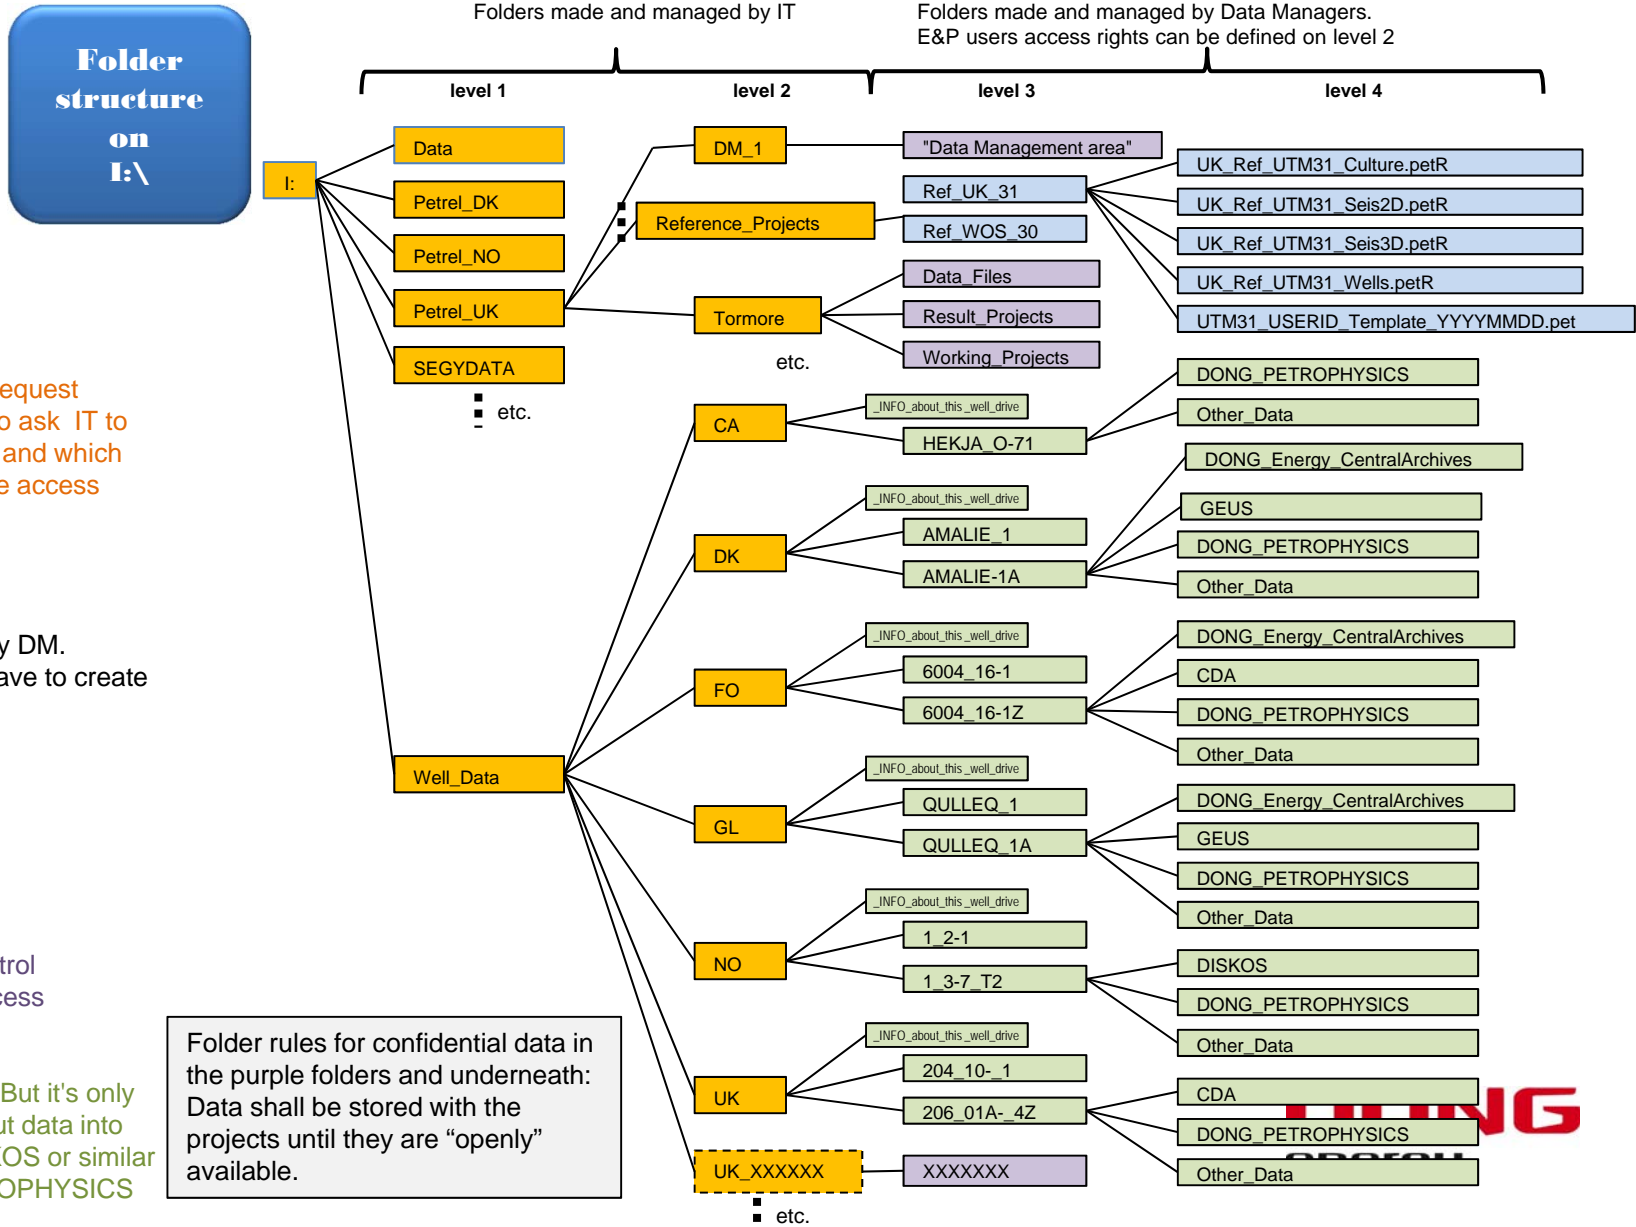 Folder
structure
on
I:\
Folders made and managed by IT
Folders made and managed by Data Managers.
E&P users access rights can be defined on level 2
level 1
level 2
level 3
level 4
I:
Data
Petrel_DK
Petrel_NO
Petrel_UK
SEGYDATA
etc.
Well_Data
DM_1
Reference_Projects
Tormore
etc.
"Data Management area"
Ref_UK_31
Ref_WOS_30
Data_Files
Result_Projects
Working_Projects
UK_Ref_UTM31_Culture.petR
UK_Ref_UTM31_Seis2D.petR
UK_Ref_UTM31_Seis3D.petR
UK_Ref_UTM31_Wells.petR
UTM31_USERID_Template_YYYYMMDD.pet
CA
_INFO_about_this_well_drive
HEKJA_O-71
DONG_PETROPHYSICS
Other_Data
DK
_INFO_about_this_well_drive
AMALIE_1
AMALIE-1A
DONG_Energy_CentralArchives
GEUS
DONG_PETROPHYSICS
Other_Data
FO
_INFO_about_this_well_drive
6004_16-1
6004_16-1Z
DONG_Energy_CentralArchives
CDA
DONG_PETROPHYSICS
Other_Data
GL
_INFO_about_this_well_drive
QULLEQ_1
QULLEQ_1A
DONG_Energy_CentralArchives
GEUS
DONG_PETROPHYSICS
Other_Data
NO
_INFO_about_this_well_drive
1_2-1
1_3-7_T2
DISKOS
DONG_PETROPHYSICS
Other_Data
UK
_INFO_about_this_well_drive
204_10-_1
206_01A-_4Z
CDA
DONG_PETROPHYSICS
Other_Data
UK_XXXXXX
XXXXXXX
etc.
equest
o ask IT to
and which
e access
y DM.
ave to create
trol
cess
But it's only
ut data into
KOS or similar
OPHYSICS
Folder rules for confidential data in
the purple folders and underneath:
Data shall be stored with the
projects until they are “openly”
available.